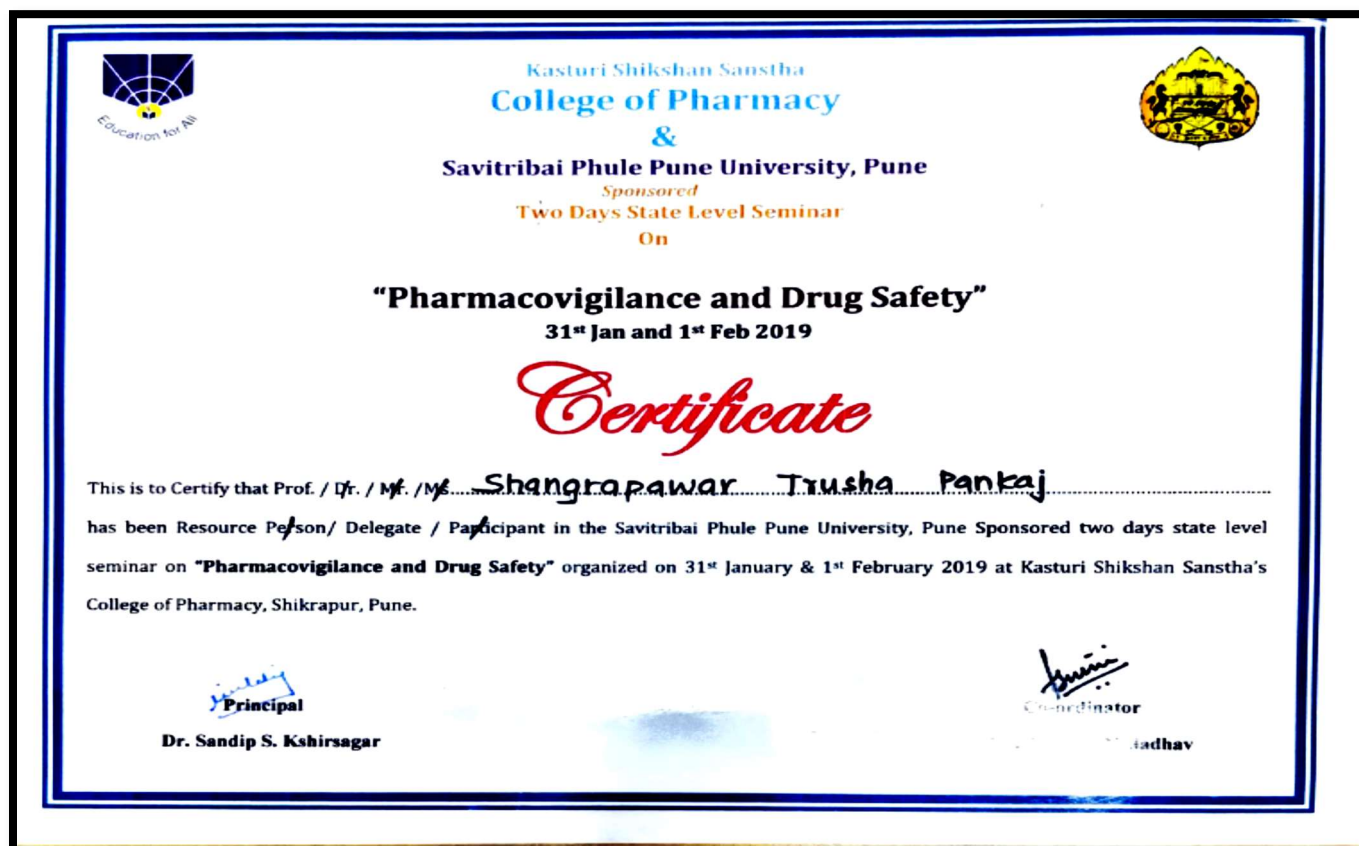 Education for All
Kasturi Shikshan Sanstha
College of Pharmacy
&
Savitribai Phule Pune University, Pune
Sponsored
Two Days State Level Seminar
On
“Pharmacovigilance and Drug Safety”
31st Jan and 1st Feb 2019
Certificate
This is to Certify that Prof. / Dr. / Mr. /Ms. Shangrapawar Trusha Pankaj
has been Resource Person/ Delegate / Participant in the Savitribai Phule Pune University, Pune Sponsored two days state level
seminar on "Pharmacovigilance and Drug Safety" organized on 31st January & 1st February 2019 at Kasturi Shikshan Sanstha’s
College of Pharmacy, Shikrapur, Pune.
Principal
Dr. Sandip S. Kshirsagar
Co-ordinator